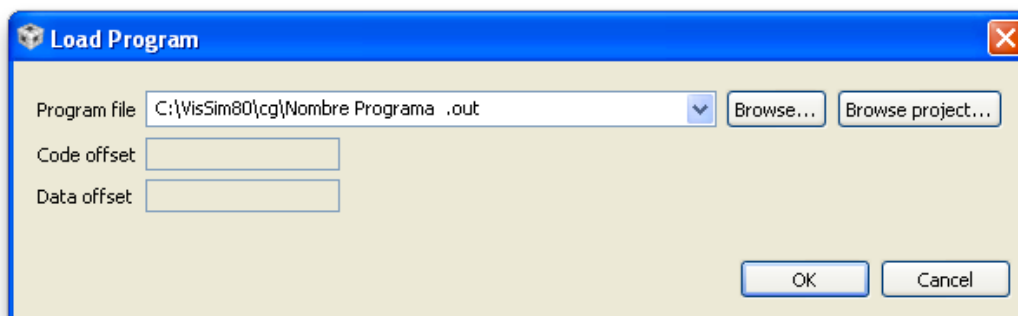 Load Program
Program file C:\VisSim80\cg\Nombre Programa .out Browse... Browse project...
Code offset
Data offset
OK Cancel